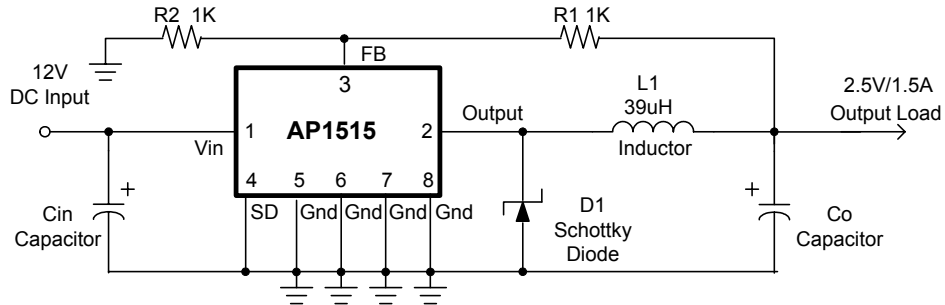 R2 1K
R1 1K
FB
12V
DC Input
3
L1
39uH
2.5V/1.5A
Output Load
Output
1
AP1515
2
Vin
Inductor
4
5
6
7
8
SD
Gnd
Gnd
Gnd
Gnd
+
+
Cin
Capacitor
D1
Schottky
Diode
Co
Capacitor